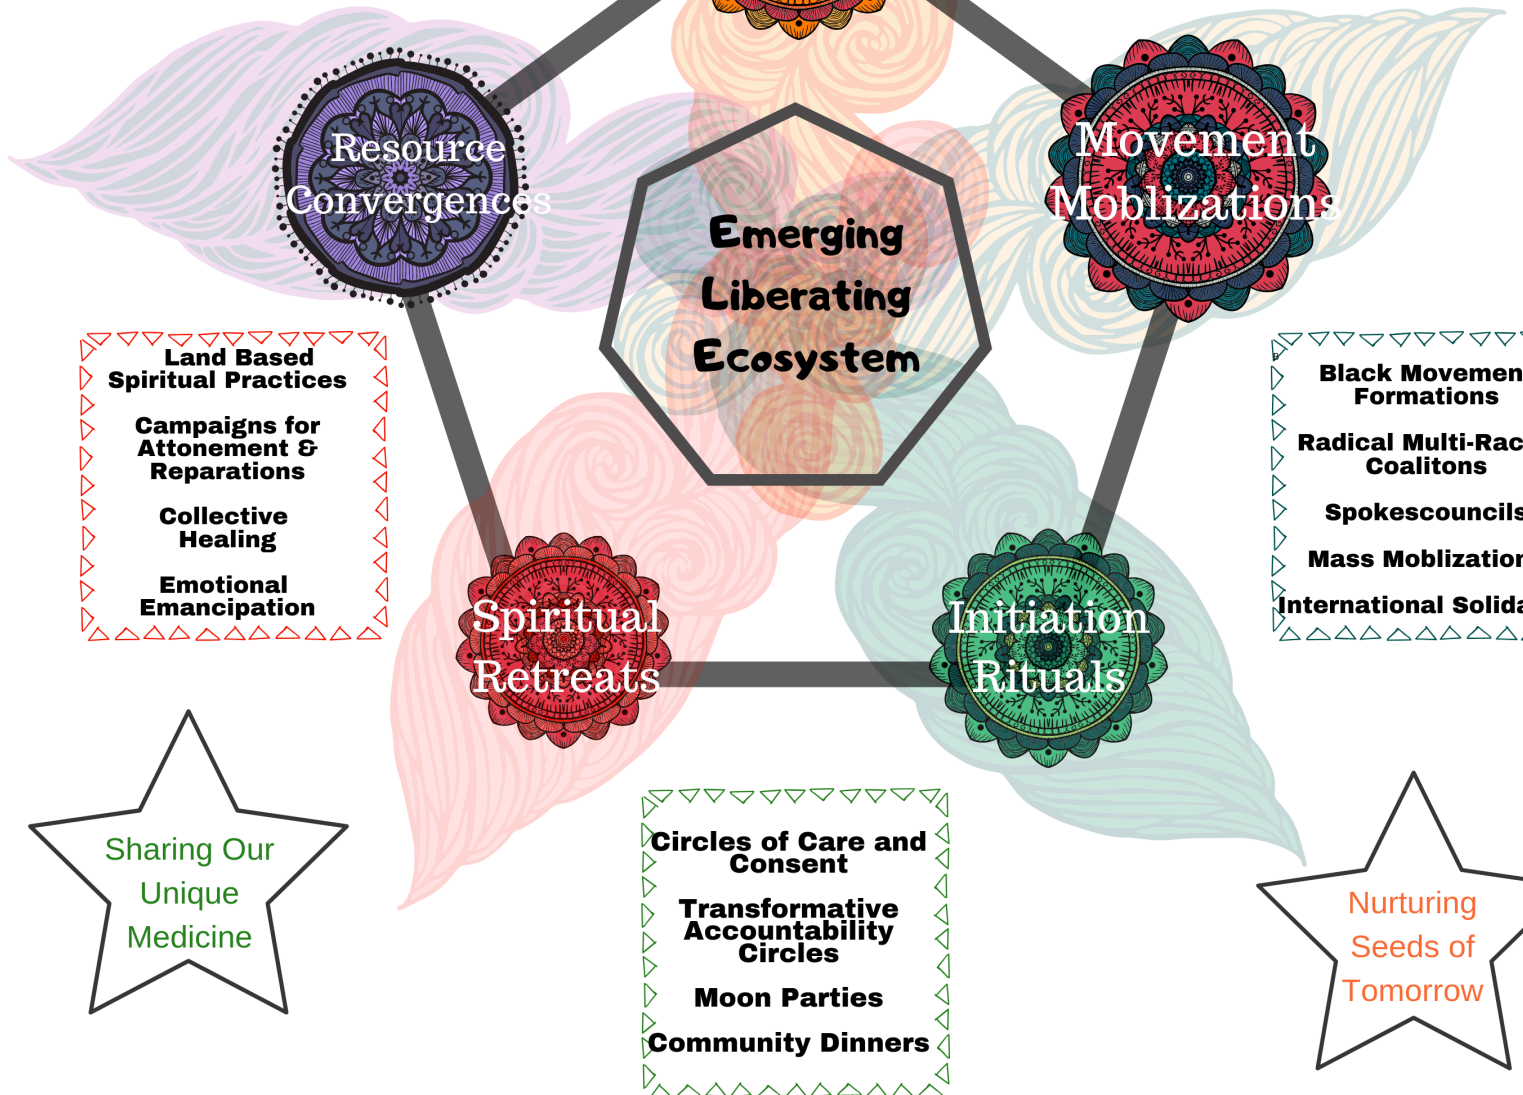 Resource
Convergences
Movement
Moblizations
Emerging
Liberating
Ecosystem
Land Based
Spiritual Practices
Campaigns for
Attonement &
Reparations
Collective
Healing
Emotional
Emancipation
B
Black Movemen
Formations
Radical Multi-Rac
Coalitons
Spokescouncils
Mass Moblization
International Solida
Spiritual
Retreats
Initiation
Rituals
Sharing Our
Unique
Medicine
Circles of Care and
Consent
Transformative
Accountability
Circles
Moon Parties
Community Dinners
Nurturing
Seeds of
Tomorrow